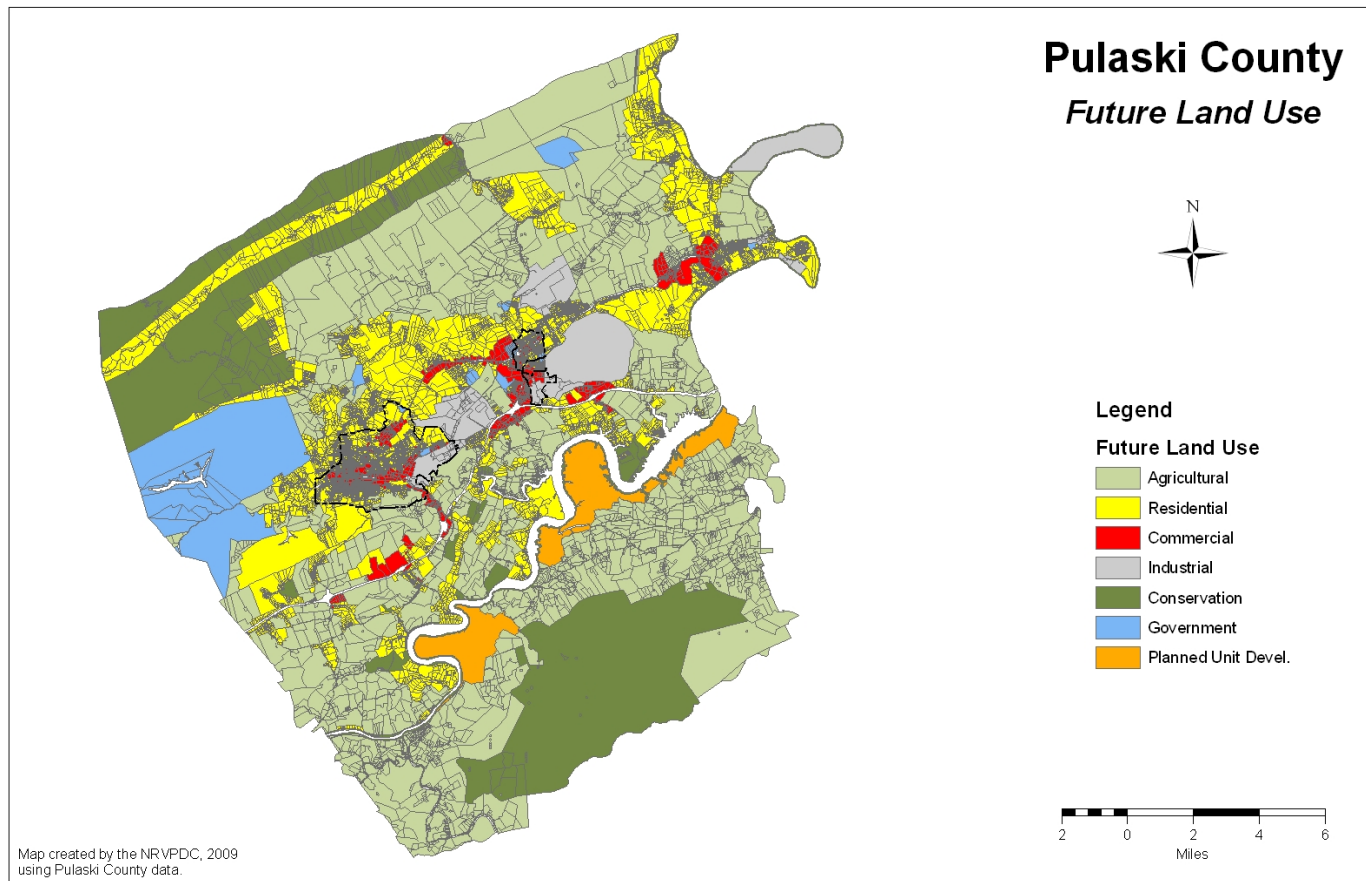 Pulaski County
Future Land Use
N
Legend
Future Land Use
Agricultural
Residential
Commercial
Industrial
Conservation
Government
Planned Unit Devel.
2 0 2 4 6
Miles
Map created by the NRVPDC, 2009
using Pulaski County data.